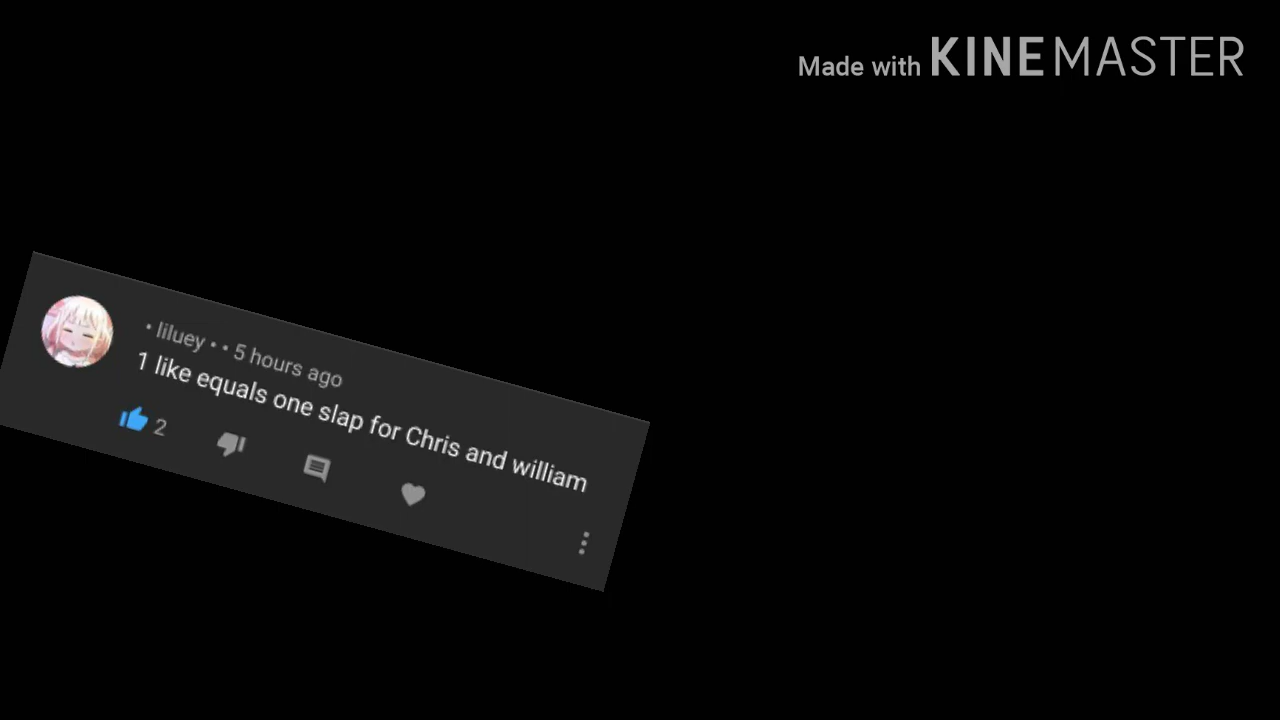 Made with KINEMASTER
• liluey • • 5 hours ago
1 like equals one slap for Chris and william
2